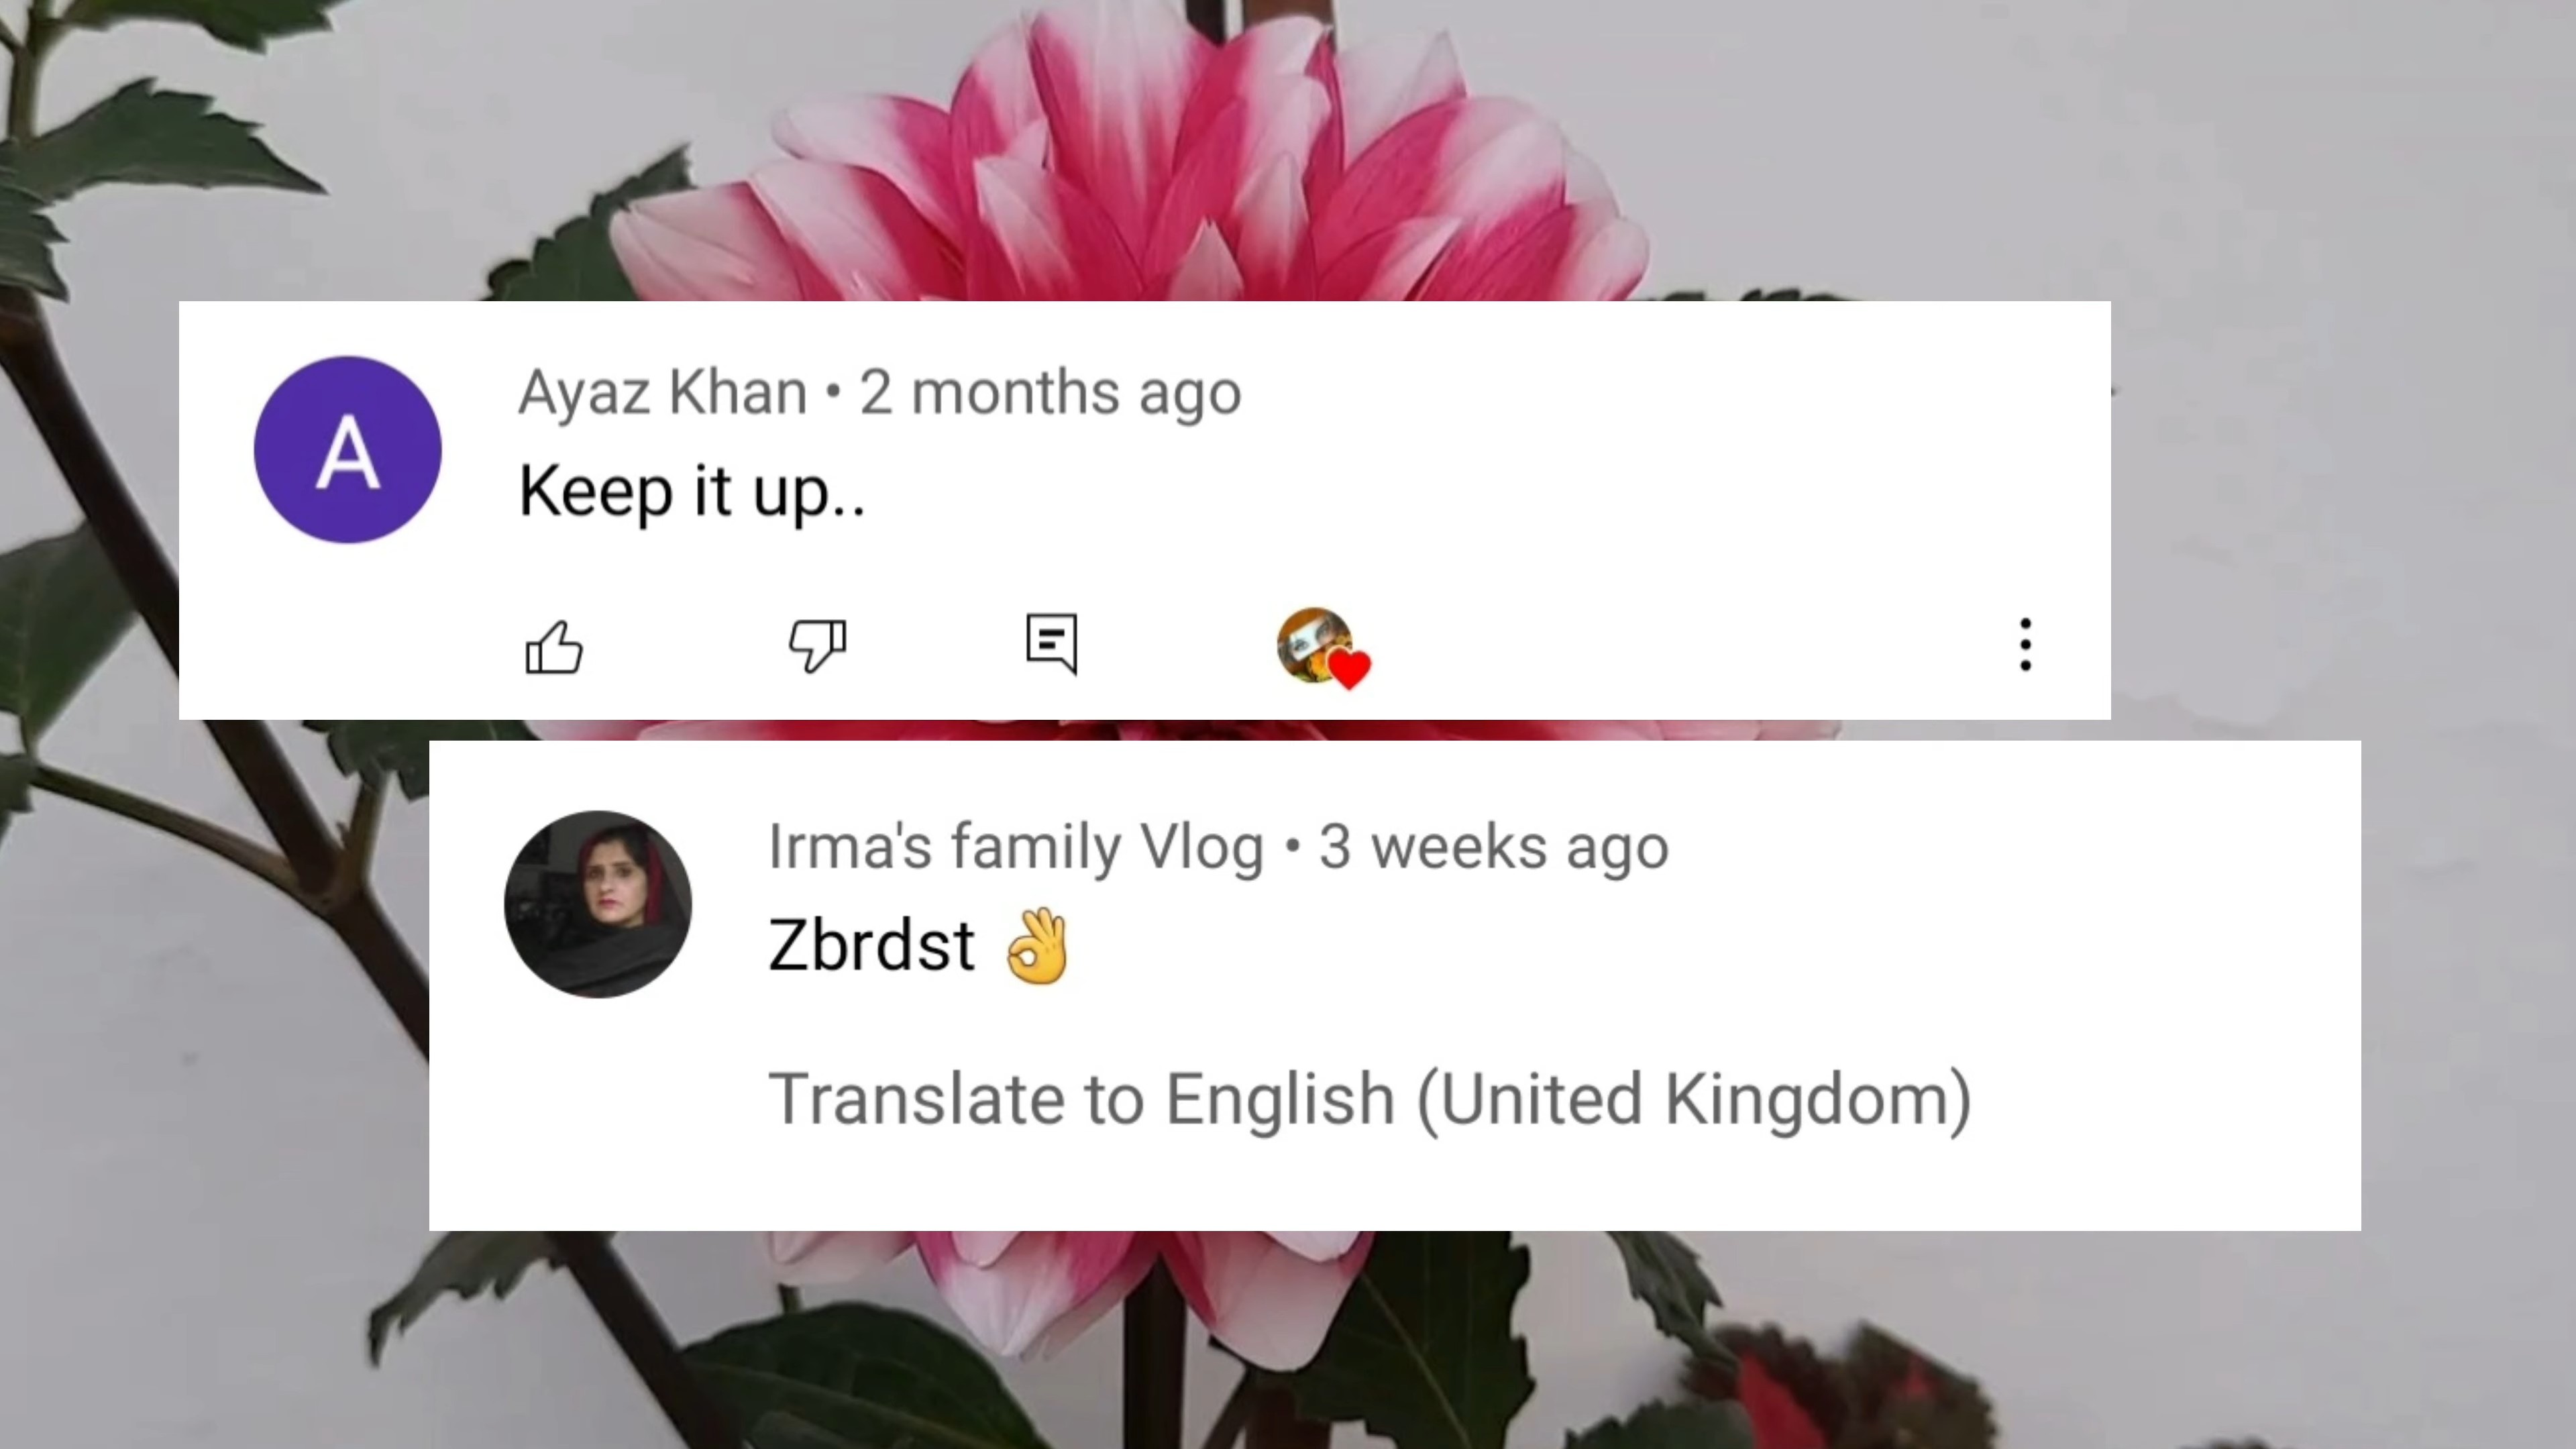 A
Ayaz Khan • 2 months ago
Keep it up..
Irma's family Vlog • 3 weeks ago
Zbrdst 👌
Translate to English (United Kingdom)